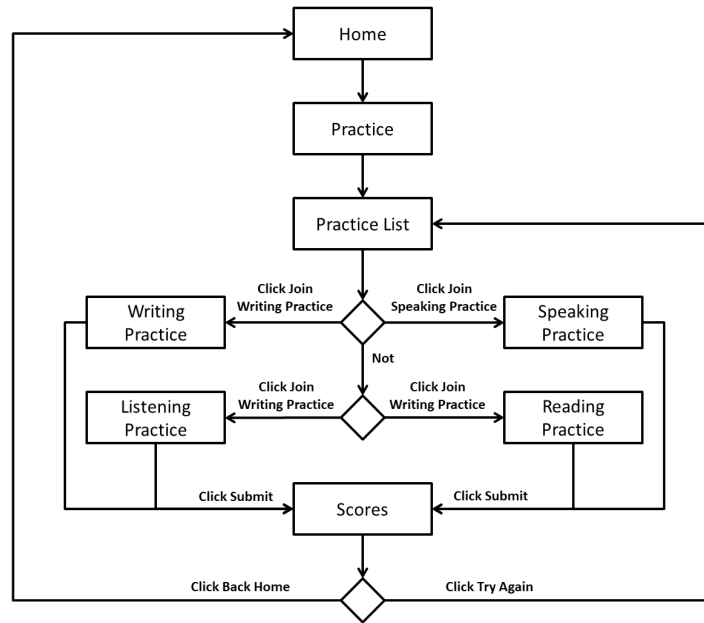 Home
Practice
Practice List
Click Join
Writing Practice
Click Join
Speaking Practice
Writing
Practice
Speaking
Practice
Not
Click Join
Writing Practice
Click Join
Writing Practice
Listening
Practice
Reading
Practice
Click Submit
Scores
Click Submit
Click Back Home
Click Try Again